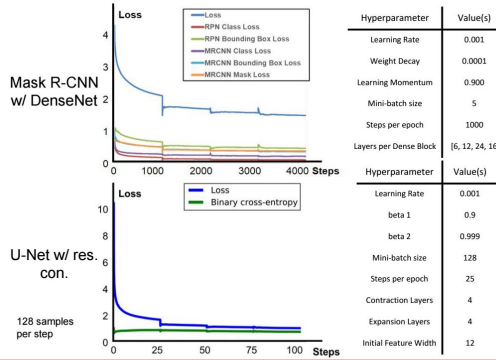 Mask R-CNN
w/ DenseNet
Loss
4
3
2
1
0
0 1000 2000 3000 4000 Steps
Loss
RPN Class Loss
RPN Bounding Box Loss
MRCNN Class Loss
MRCNN Bounding Box Loss
MRCNN Mask Loss
Hyperparameter Value(s)
Learning Rate 0.001
Weight Decay 0.0001
Learning Momentum 0.900
Mini-batch size 5
Steps per epoch 1000
Layers per Dense Block [6, 12, 24, 16
U-Net w/ res.
con.
128 samples
per step
Loss
10
8
6
4
2
0
0 25 50 75 100 Steps
Loss
Binary cross-entropy
Hyperparameter Value(s)
Learning Rate 0.001
beta 1 0.9
beta 2 0.999
Mini-batch size 128
Steps per epoch 25
Contraction Layers 4
Expansion Layers 4
Initial Feature Width 12